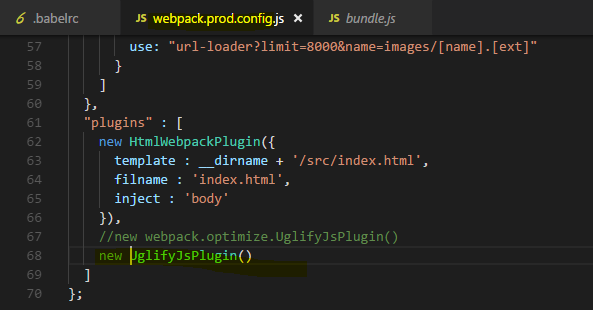 .babelrc JS webpack.prod.config.js × JS bundle.js
57 use: "url-loader?limit=8000&name=images/[name].[ext]"
58 }
59 ]
60 },
61 "plugins" : [
62 new HtmlWebpackPlugin({
63 template : __dirname + '/src/index.html',
64 filname : 'index.html',
65 inject : 'body'
66 }),
67 //new webpack.optimize.UglifyJsPlugin()
68 new UglifyJsPlugin()
69 ]
70 };